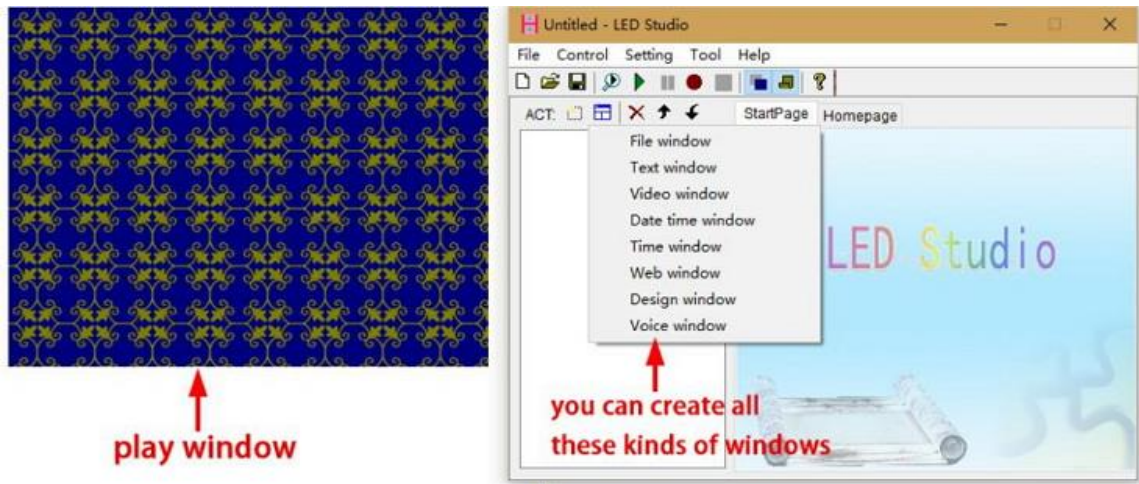 Untitled - LED Studio
File Control Setting Tool Help
ACT: StartPage Homepage
File window
Text window
Video window
Date time window
Time window
Web window
Design window
Voice window
LED Studio
play window
you can create all
these kinds of windows